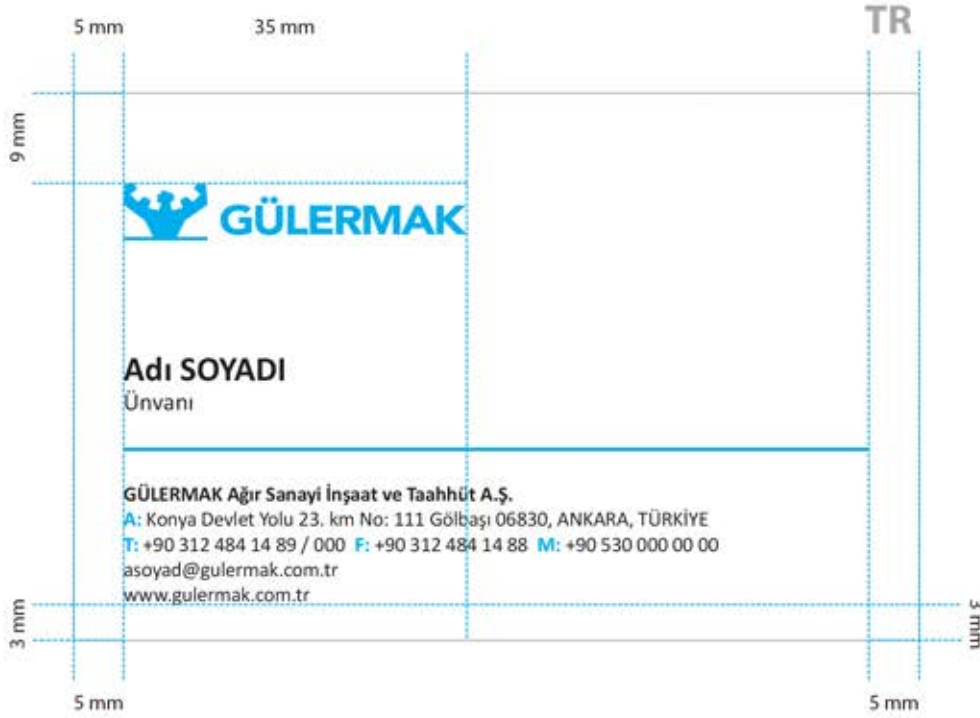 5 mm 35 mm TR
9 mm
GÜLERMAK
Adı SOYADI
Ünvanı
GÜLERMAK Ağır Sanayi İnşaat ve Taahhüt A.Ş.
A: Konya Devlet Yolu 23. km No: 111 Gölbaşı 06830, ANKARA, TÜRKİYE
T: +90 312 484 14 89 / 000 F: +90 312 484 14 88 M: +90 530 000 00 00
asoyad@gulermak.com.tr
www.gulermak.com.tr
3 mm 3 mm
5 mm 5 mm